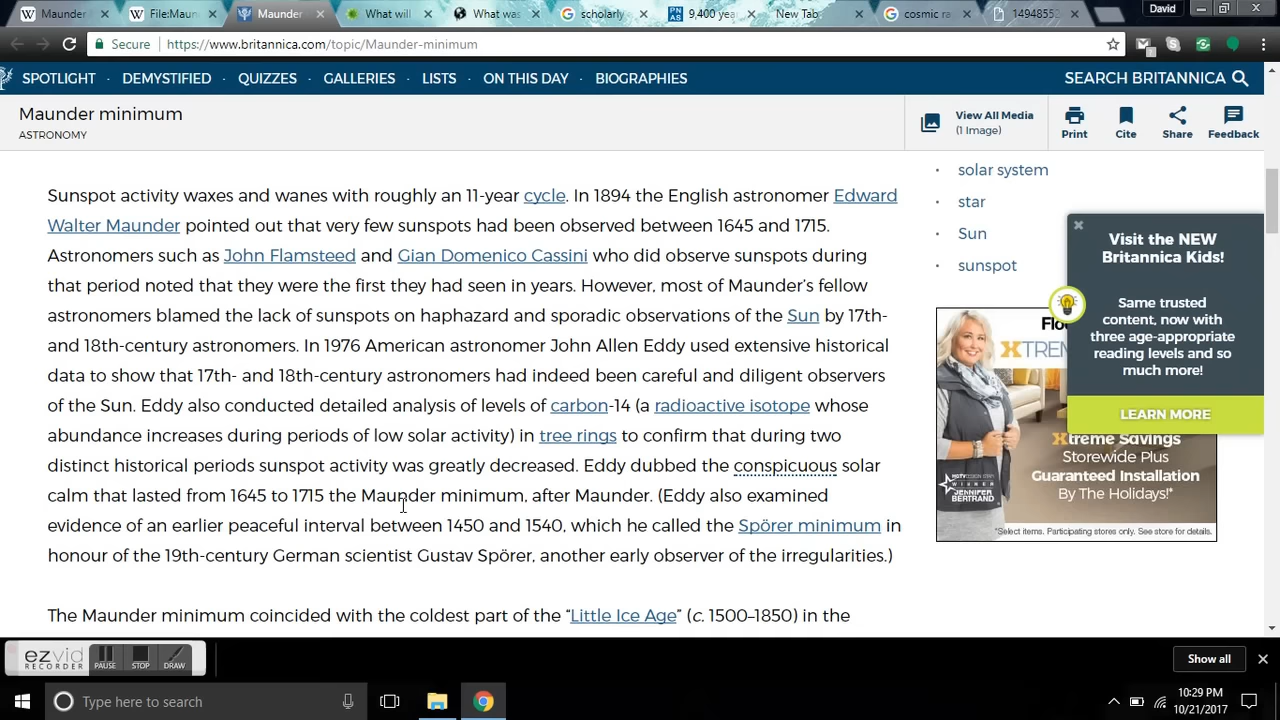 Maunder
File:Maun
Maunder
What will
What was
scholarly
9,400 year
New Tab
cosmic ra
1494855
David
Secure
https://www.britannica.com/topic/Maunder-minimum
SPOTLIGHT · DEMYSTIFIED · QUIZZES · GALLERIES · LISTS · ON THIS DAY · BIOGRAPHIES
SEARCH BRITANNICA
Maunder minimum
ASTRONOMY
View All Media
(1 Image)
Print
Cite
Share
Feedback
Sunspot activity waxes and wanes with roughly an 11-year cycle. In 1894 the English astronomer Edward
Walter Maunder pointed out that very few sunspots had been observed between 1645 and 1715.
Astronomers such as John Flamsteed and Gian Domenico Cassini who did observe sunspots during
that period noted that they were the first they had seen in years. However, most of Maunder's fellow
astronomers blamed the lack of sunspots on haphazard and sporadic observations of the Sun by 17th-
and 18th-century astronomers. In 1976 American astronomer John Allen Eddy used extensive historical
data to show that 17th- and 18th-century astronomers had indeed been careful and diligent observers
of the Sun. Eddy also conducted detailed analysis of levels of carbon-14 (a radioactive isotope whose
abundance increases during periods of low solar activity) in tree rings to confirm that during two
distinct historical periods sunspot activity was greatly decreased. Eddy dubbed the conspicuous solar
calm that lasted from 1645 to 1715 the Maunder minimum, after Maunder. (Eddy also examined
evidence of an earlier peaceful interval between 1450 and 1540, which he called the Spörer minimum in
honour of the 19th-century German scientist Gustav Spörer, another early observer of the irregularities.)
The Maunder minimum coincided with the coldest part of the “Little Ice Age” (c. 1500–1850) in the
· solar system
· star
· Sun
· sunspot
Visit the NEW
Britannica Kids!
Same trusted
content, now with
three age-appropriate
reading levels and so
much more!
LEARN MORE
Flo
XTREM
Xtreme Savings
Storewide Plus
Guaranteed Installation
By The Holidays!*
WINNER
JENNIFER
BERTRAND
*Select items. Participating stores only. See store for details.
ezvid
RECORDER
PAUSE
STOP
DRAW
Show all
Type here to search
10:29 PM
10/21/2017